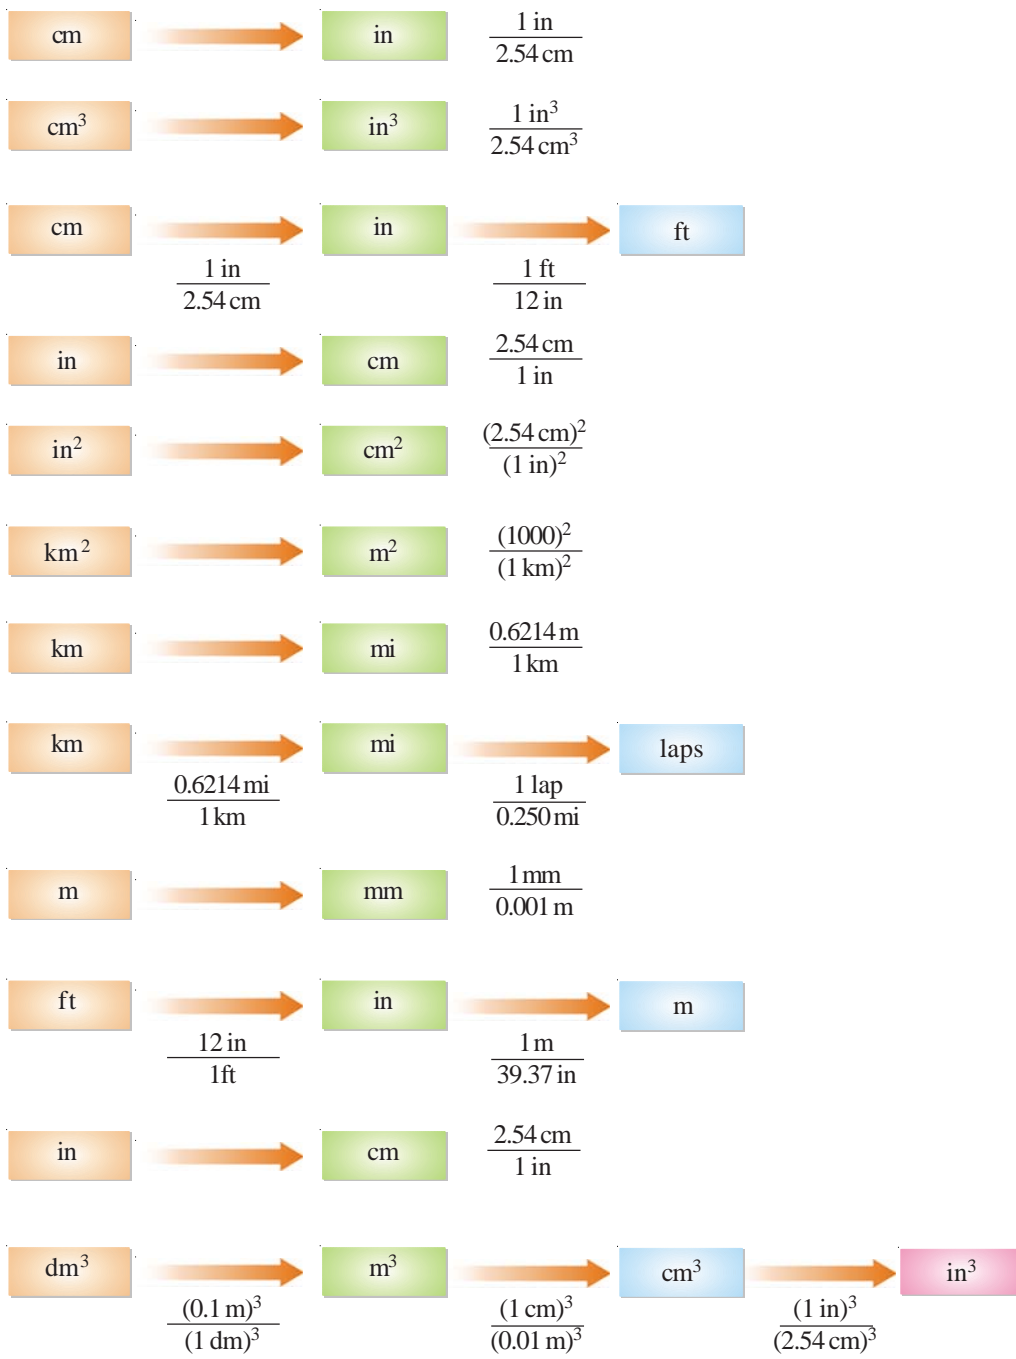 cm in 1 in
2.54 cm
cm³ in³ 1 in³
2.54 cm³
cm in ft
1 in 1 ft
2.54 cm 12 in
in cm 2.54 cm
1 in
in² cm² (2.54 cm)²
(1 in)²
km² m² (1000)²
(1 km)²
km mi 0.6214 m
1 km
km mi laps
0.6214 mi 1 lap
1 km 0.250 mi
m mm 1 mm
0.001 m
ft in m
12 in 1 m
1ft 39.37 in
in cm 2.54 cm
1 in
dm³ m³ cm³ in³
(0.1 m)³ (1 cm)³ (1 in)³
(1 dm)³ (0.01 m)³ (2.54 cm)³